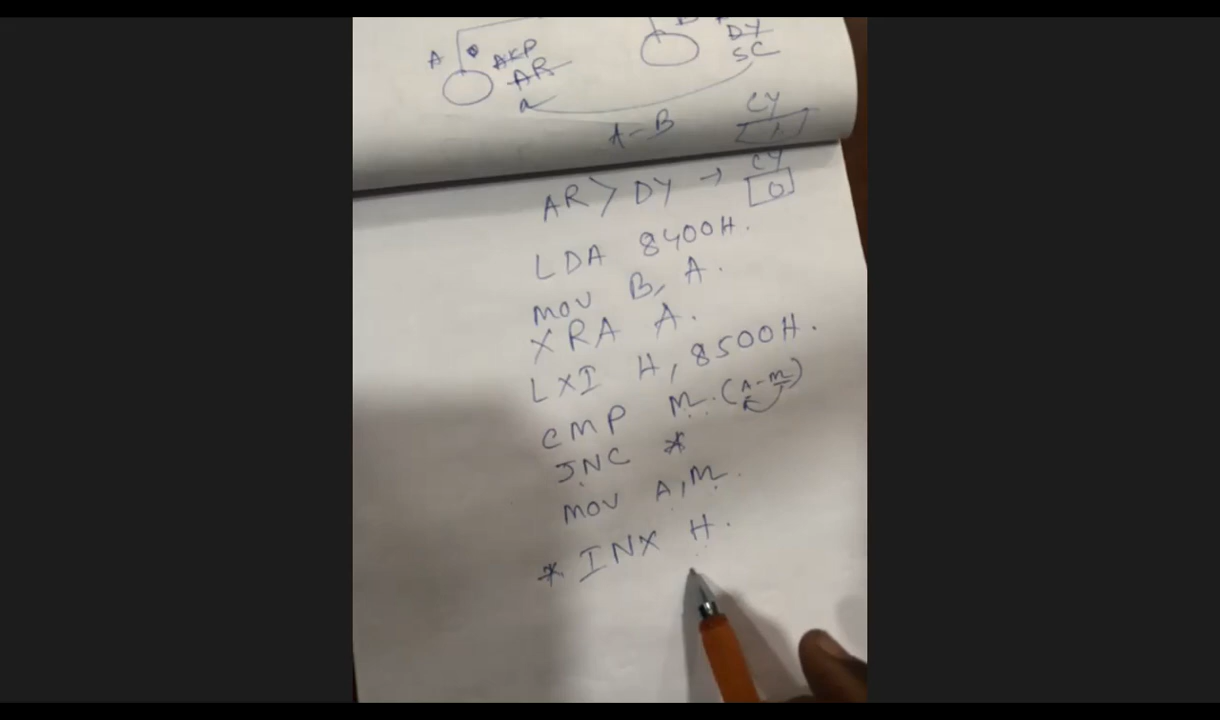 A
AKP
AR
DY
SC
A-B
CY
1
CY
AR > DY → 0
LDA 8400H.
MOV B, A.
XRA A.
LXI H, 8500H.
CMP M. (A-M)
JNC *
MOV A, M.
* INX H.